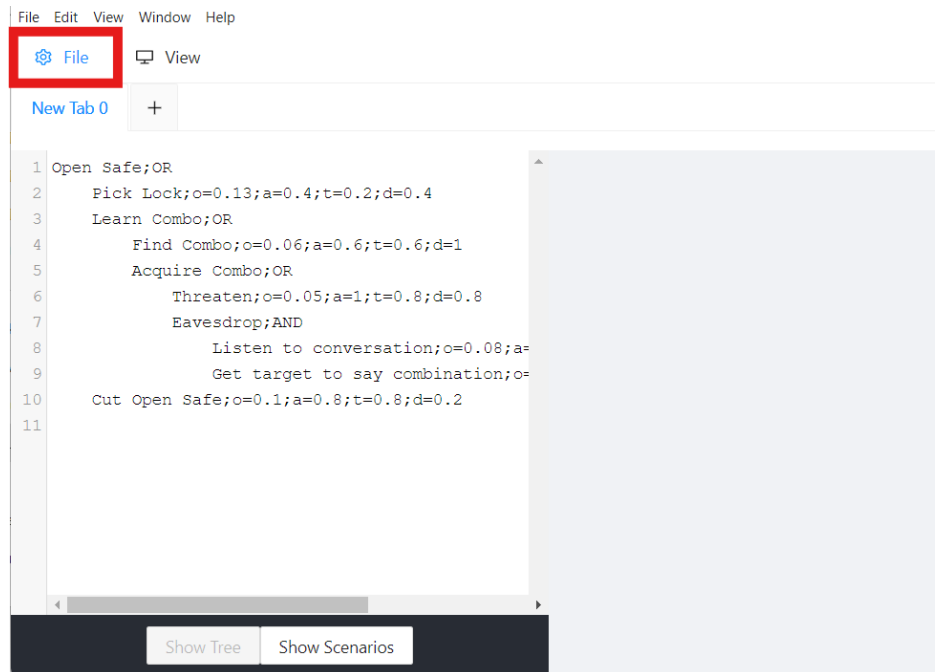 File Edit View Window Help
File View
New Tab 0 +
1 Open Safe;OR
2 Pick Lock;o=0.13;a=0.4;t=0.2;d=0.4
3 Learn Combo;OR
4 Find Combo;o=0.06;a=0.6;t=0.6;d=1
5 Acquire Combo;OR
6 Threaten;o=0.05;a=1;t=0.8;d=0.8
7 Eavesdrop;AND
8 Listen to conversation;o=0.08;a=
9 Get target to say combination;o=
10 Cut Open Safe;o=0.1;a=0.8;t=0.8;d=0.2
11
Show Tree Show Scenarios